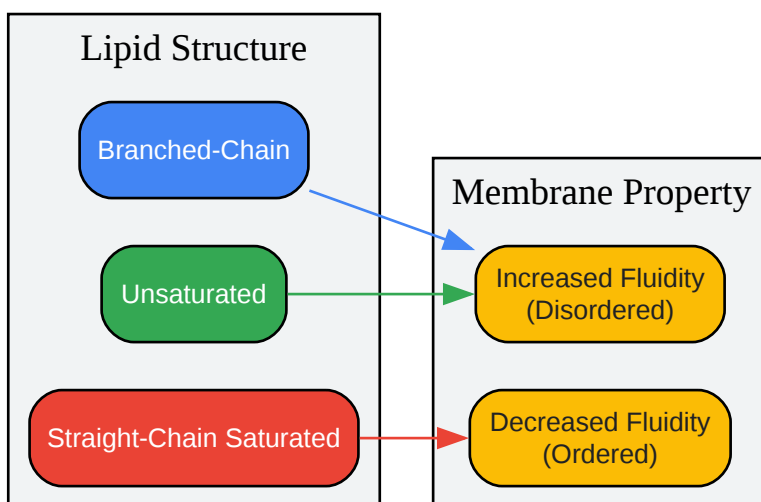 Lipid Structure
Branched-Chain
Unsaturated
Straight-Chain Saturated
Membrane Property
Increased Fluidity
(Disordered)
Decreased Fluidity
(Ordered)